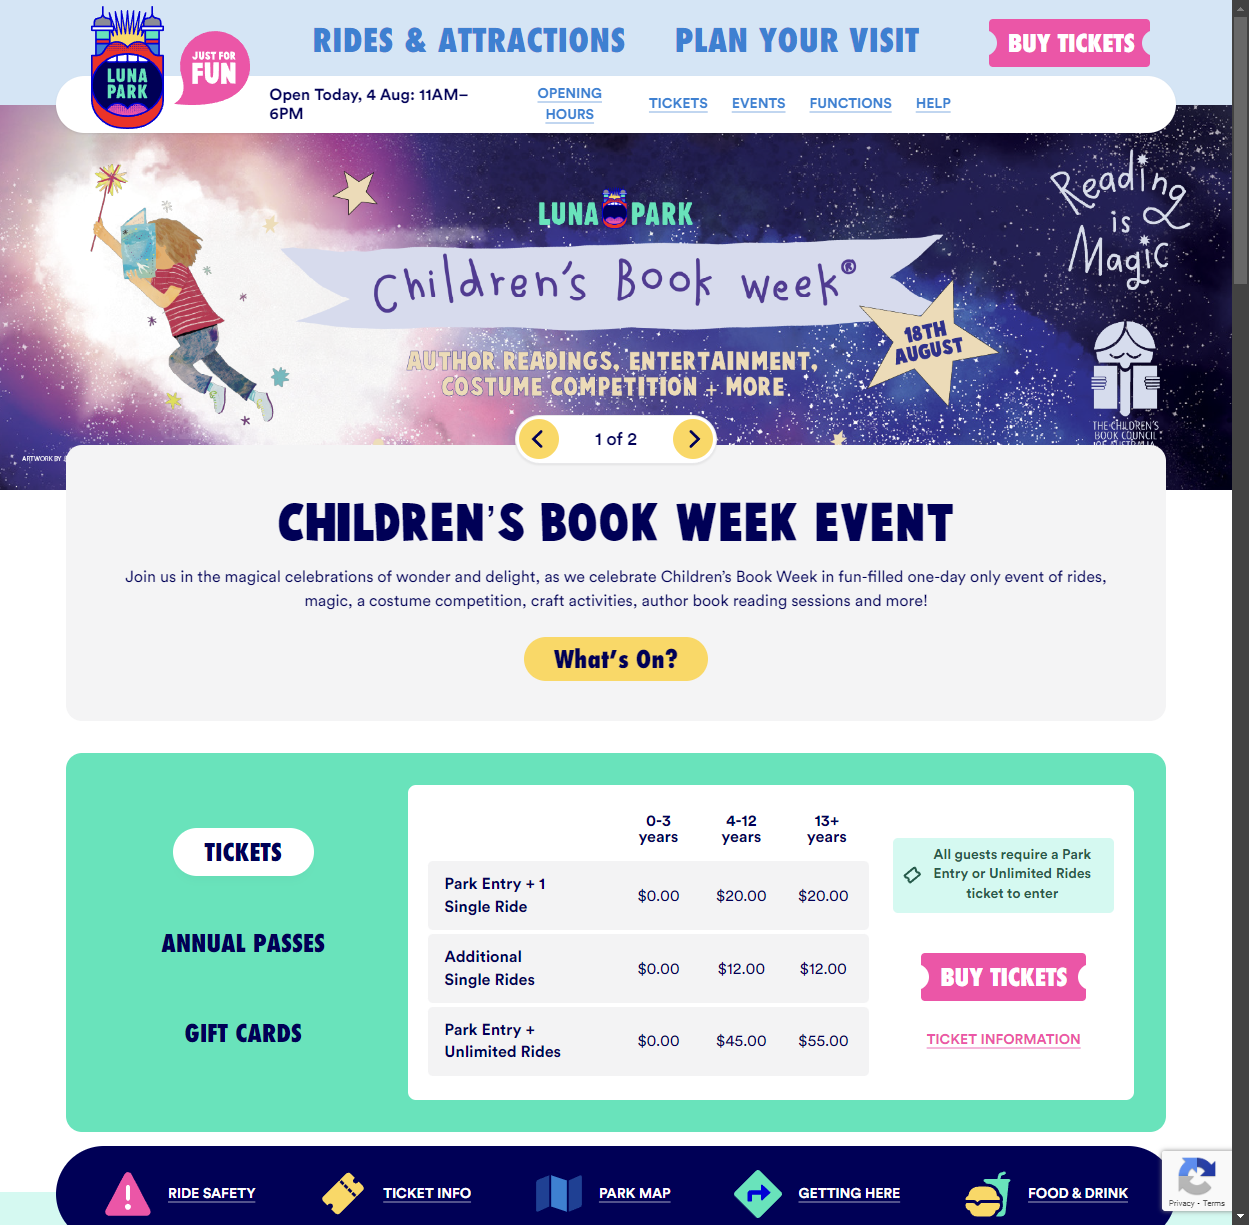 RIDES & ATTRACTIONS
PLAN YOUR VISIT
BUY TICKETS
LUNA
PARK
JUST FOR
FUN
Open Today, 4 Aug: 11AM–
6PM
OPENING
HOURS
TICKETS
EVENTS
FUNCTIONS
HELP
Reading
is
Magic
LUNA PARK
Children's Book Week®
18TH
AUGUST
AUTHOR READINGS, ENTERTAINMENT,
COSTUME COMPETITION + MORE
THE CHILDREN'S
BOOK COUNCIL
OF AUSTRALIA
ARTWORK BY
1 of 2
CHILDREN'S BOOK WEEK EVENT
Join us in the magical celebrations of wonder and delight, as we celebrate Children's Book Week in fun-filled one-day only event of rides,
magic, a costume competition, craft activities, author book reading sessions and more!
What's On?
TICKETS
ANNUAL PASSES
GIFT CARDS
0-3
years
4-12
years
13+
years
Park Entry + 1
Single Ride
$0.00 $20.00 $20.00
Additional
Single Rides
$0.00 $12.00 $12.00
Park Entry +
Unlimited Rides
$0.00 $45.00 $55.00
All guests require a Park
Entry or Unlimited Rides
ticket to enter
BUY TICKETS
TICKET INFORMATION
RIDE SAFETY
TICKET INFO
PARK MAP
GETTING HERE
FOOD & DRINK
Privacy - Terms